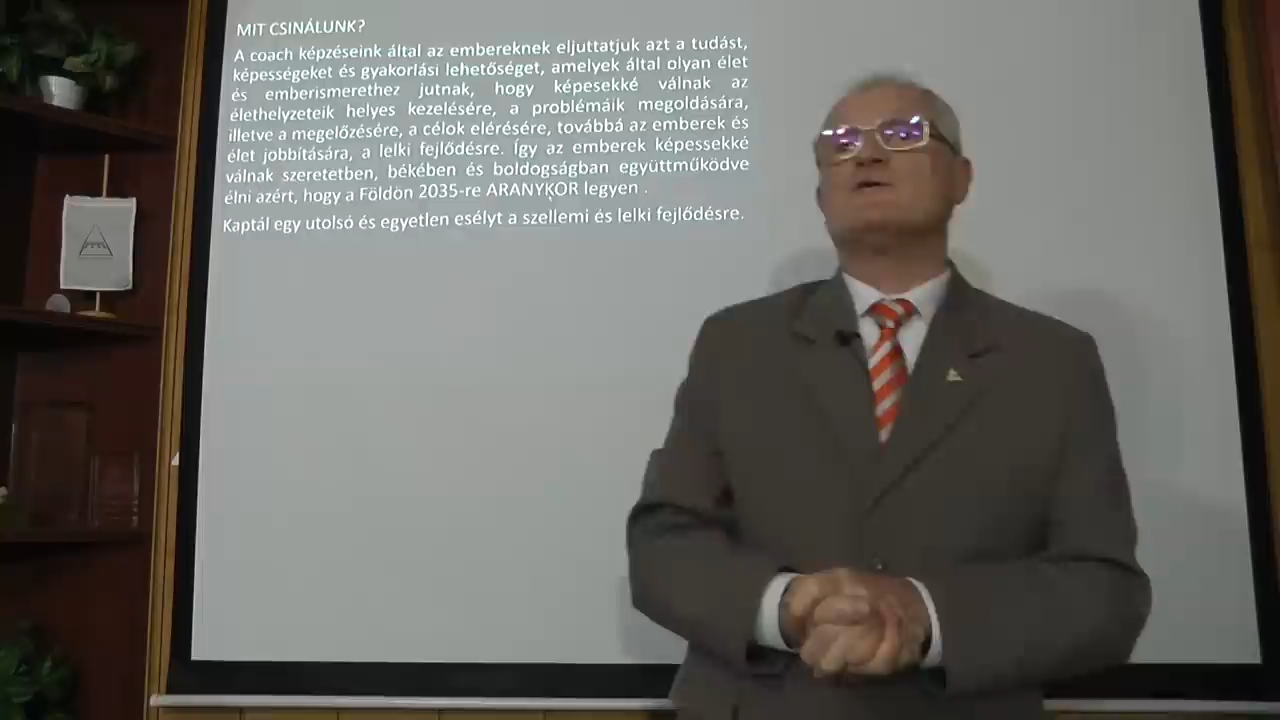 MIT CSINÁLUNK?
A coach képzéseink által az embereknek eljuttatjuk azt a tudást,
képességeket és gyakorlási lehetőséget, amelyek által olyan élet
és emberismerethez jutnak, hogy képesekké válnak az
élethelyzeteik helyes kezelésére, a problémáik megoldására,
illetve a megelőzésére, a célok elérésére, továbbá az emberek és
élet jobbítására, a lelki fejlődésre. Így az emberek képessekké
válnak szeretetben, békében és boldogságban együttműködve
élni azért, hogy a Földön 2035-re ARANYKOR legyen .
Kaptál egy utolsó és egyetlen esélyt a szellemi és lelki fejlődésre.